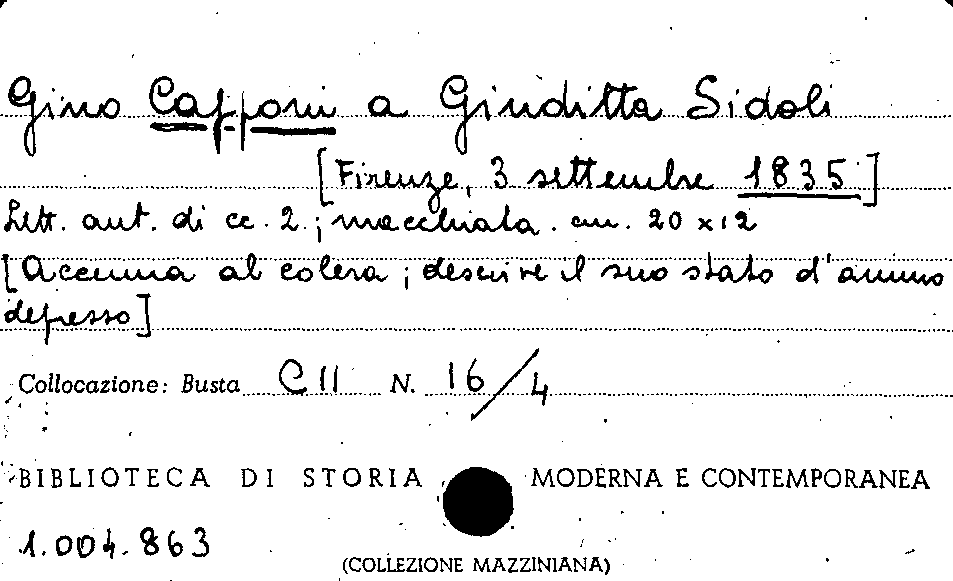 Gino Capponi a Giuditta Sidoli
[Firenze, 3 settembre 1835]
Lett. aut. di cc. 2.; macchiata. cm. 20 x 12
[Accenna al colera; descrive il suo stato d'animo
depresso]
Collocazione: Busta C II N. 16/4
BIBLIOTECA DI STORIA MODERNA E CONTEMPORANEA
1.004.863
(COLLEZIONE MAZZINIANA)